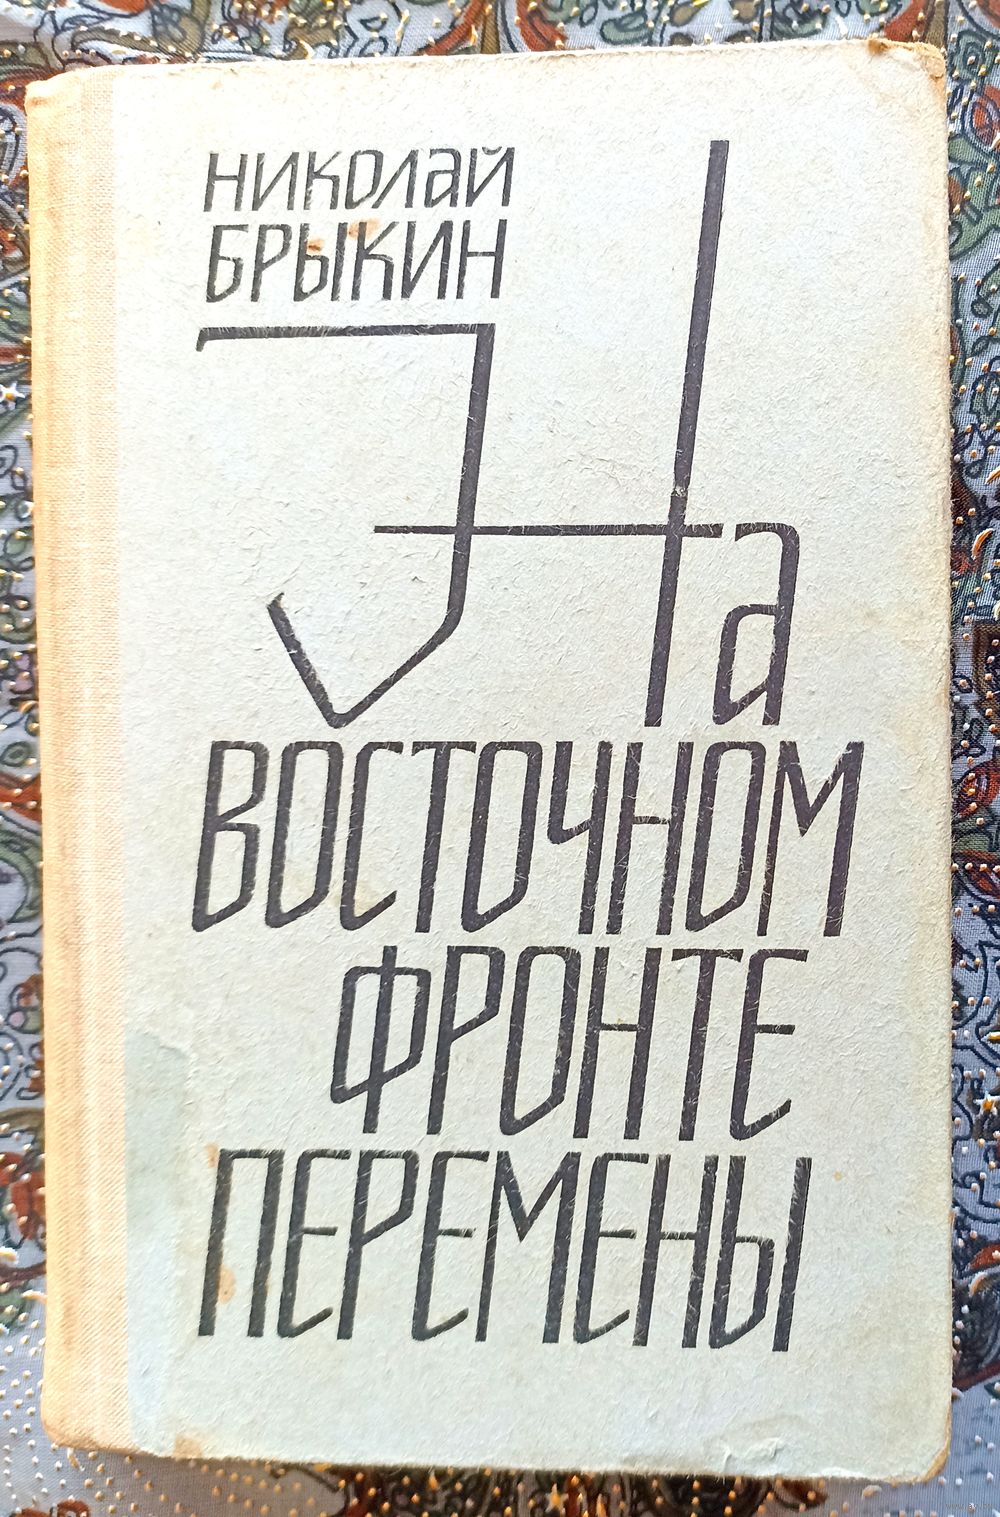 НИКОЛАЙ
БРЫКИН
На
ВОСТОЧНОМ
ФРОНТЕ
ПЕРЕМЕНЫ